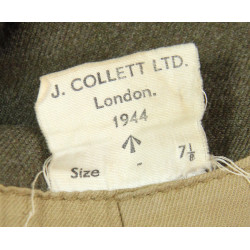 J. COLLETT LTD.
London.
1944
Size - 7⅛